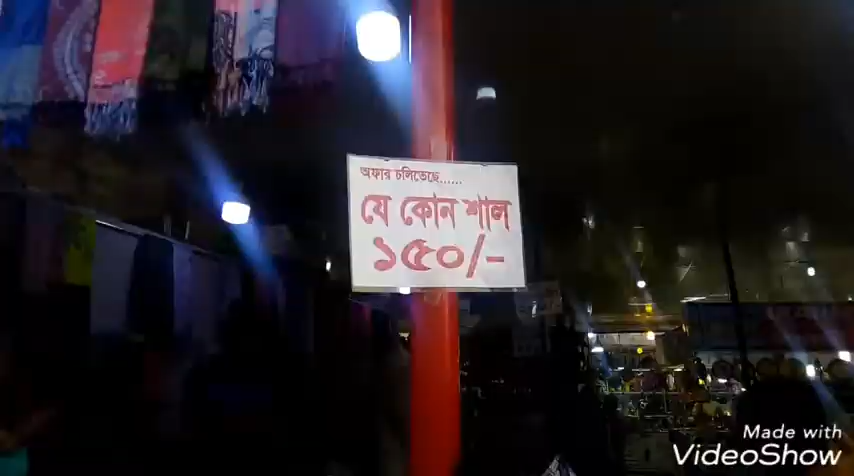 অফার চলিতেছে......
যে কোন শাল
১৫০/-
Made with
VideoShow